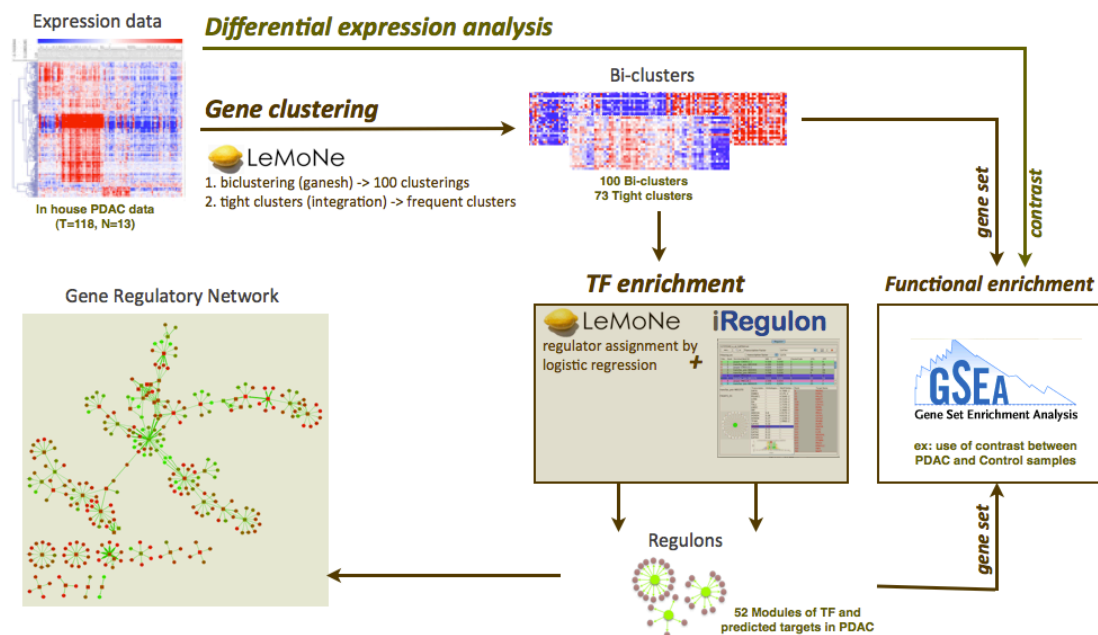 Expression data
Differential expression analysis
Bi-clusters
Gene clustering
LeMoNe
1. biclustering (ganesh) -> 100 clusterings
2. tight clusters (integration) -> frequent clusters
In house PDAC data
(T=118, N=13)
100 Bi-clusters
73 Tight clusters
gene set
contrast
TF enrichment
Functional enrichment
Gene Regulatory Network
LeMoNe
iRegulon
regulator assignment by
logistic regression
+
GSEA
Gene Set Enrichment Analysis
ex: use of contrast between
PDAC and Control samples
gene set
Regulons
52 Modules of TF and
predicted targets in PDAC